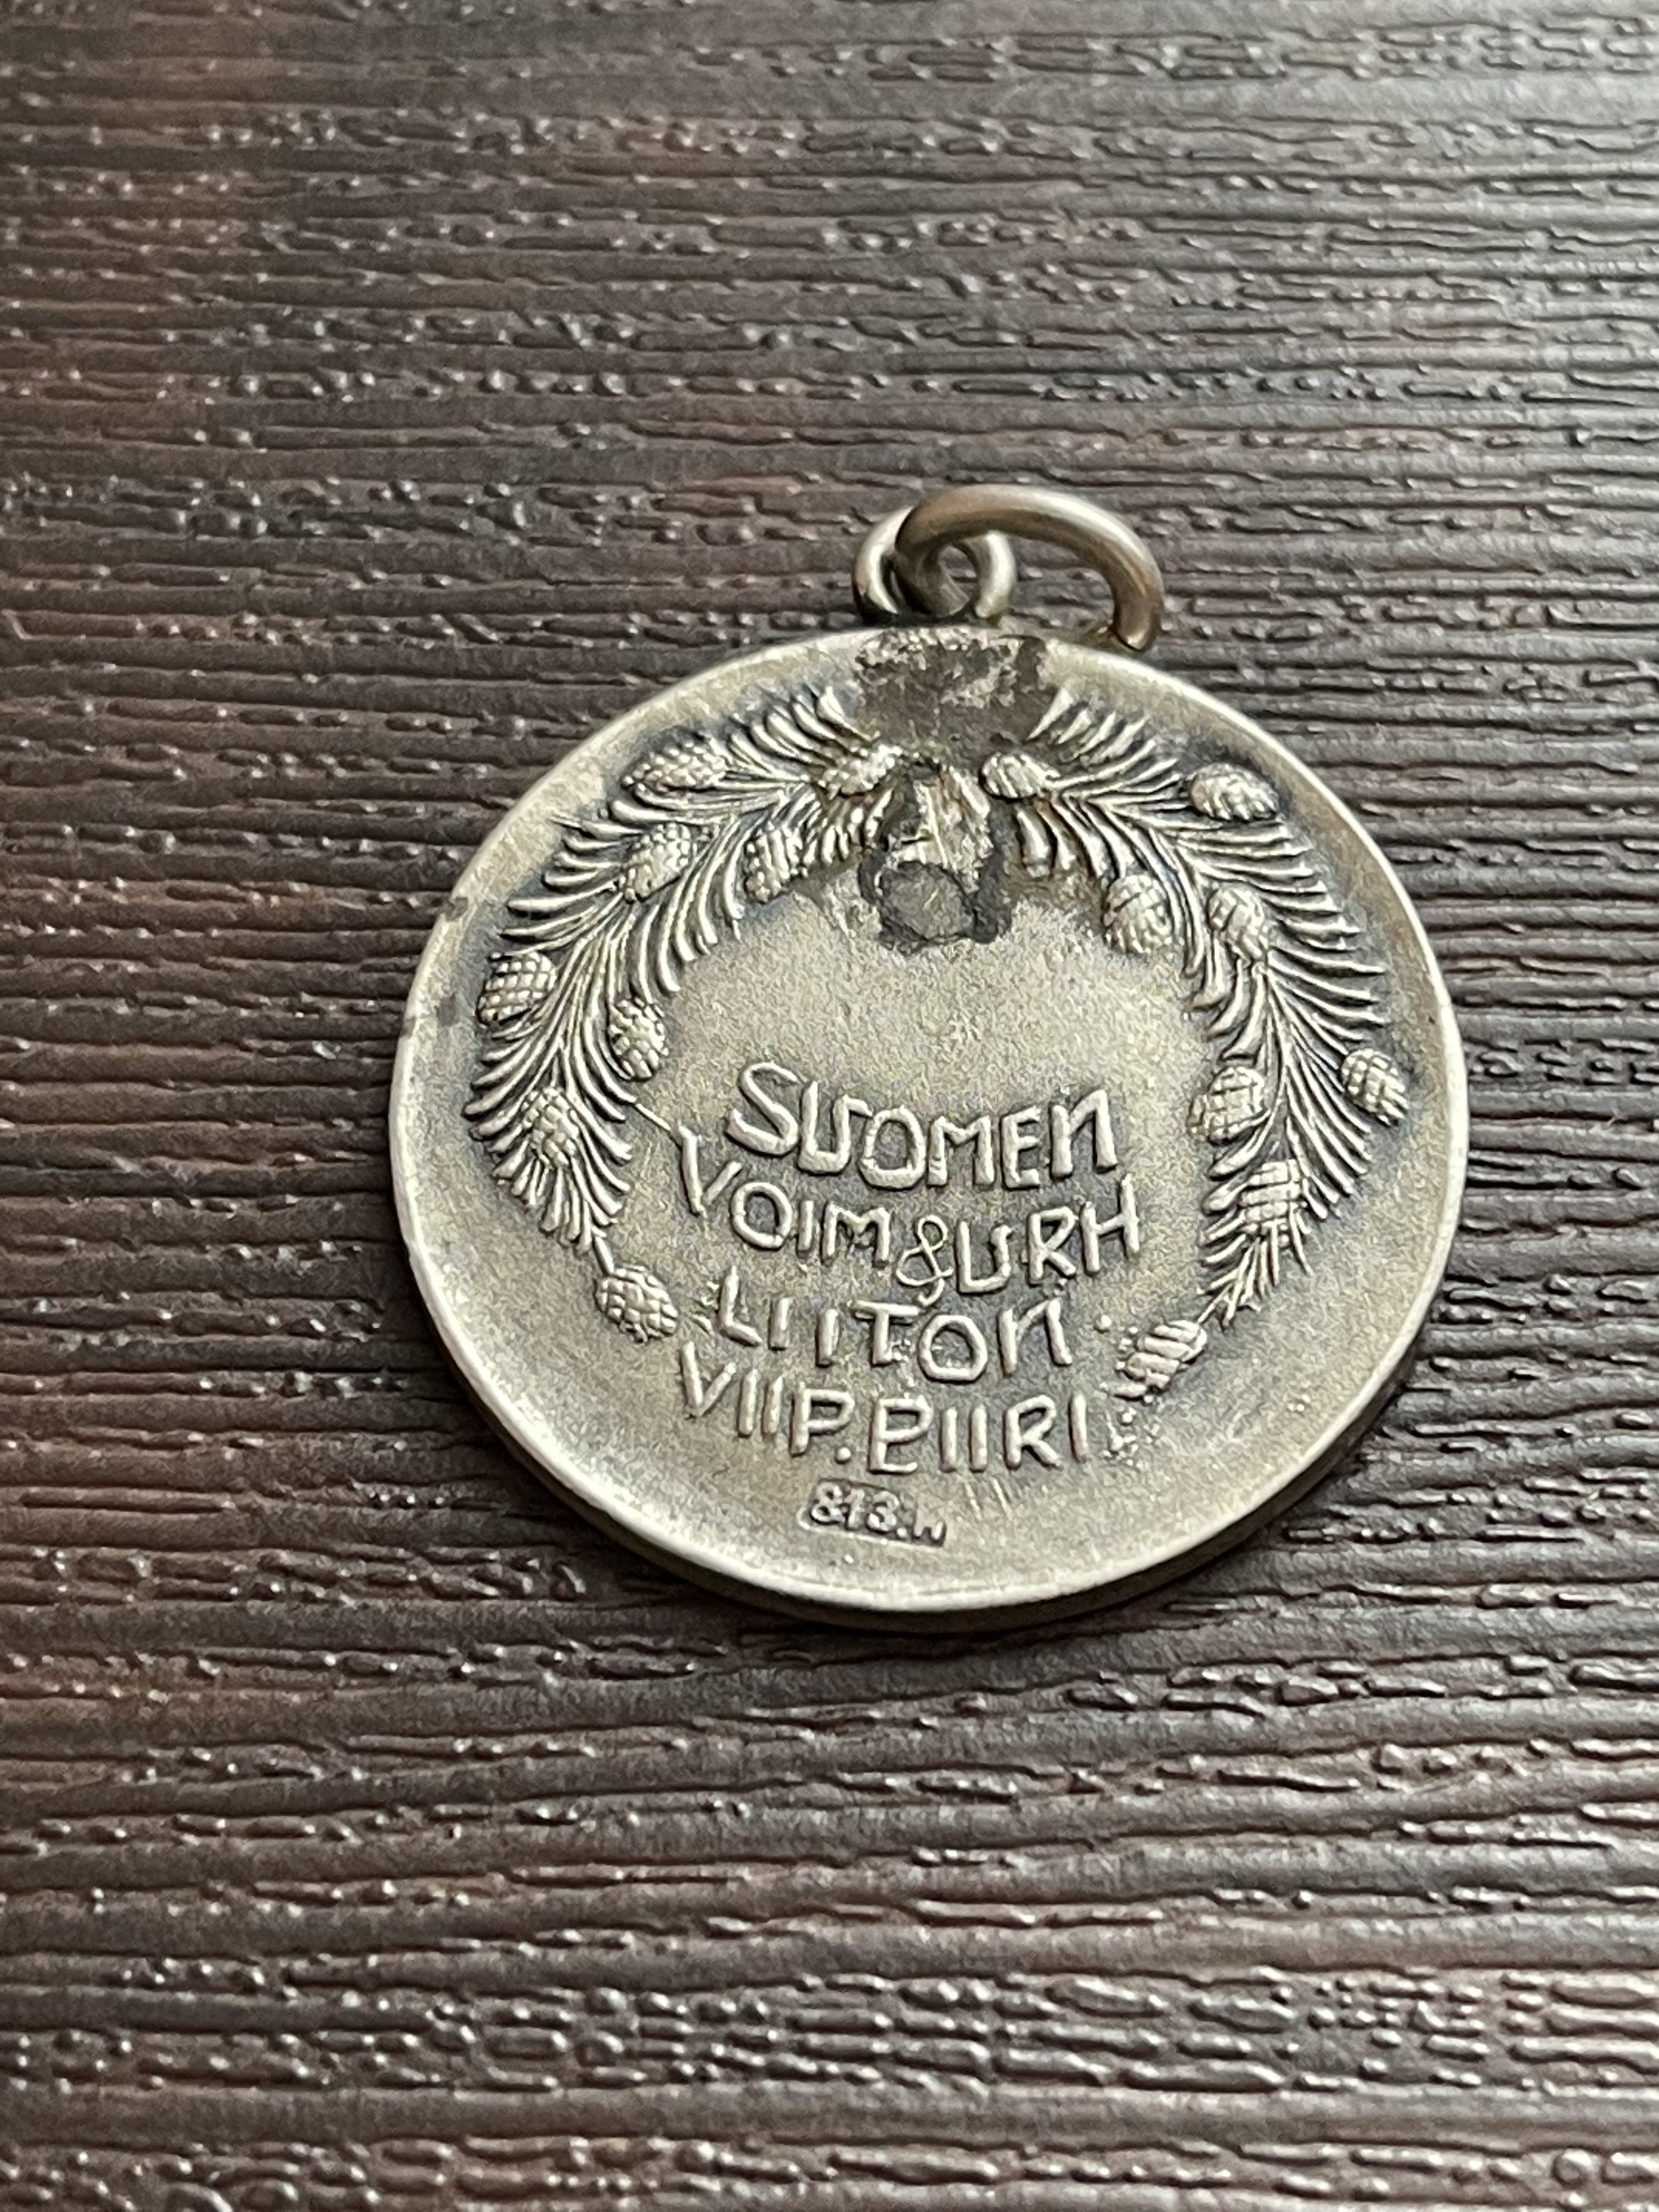 SUOMEN
VOIM & URH
LIITON
VIIP. PIIRI
813. H